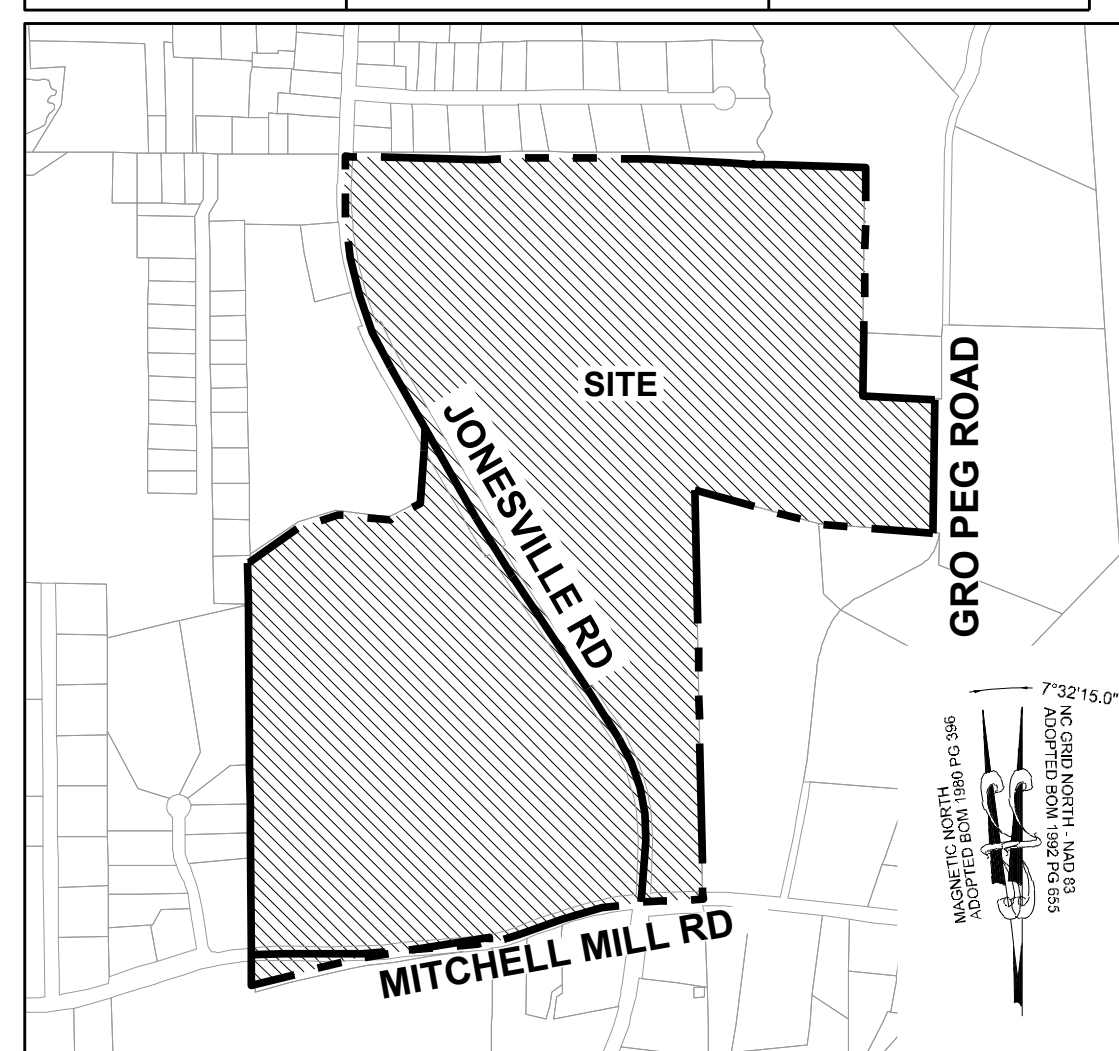 SITE
JONESVILLE RD
GRO PEG ROAD
MITCHELL MILL RD
7°32'15.0"
NC GRID NORTH - NAD 83
ADOPTED BOM 1992 PG 655
MAGNETIC NORTH
ADOPTED BOM 1980 PG 396